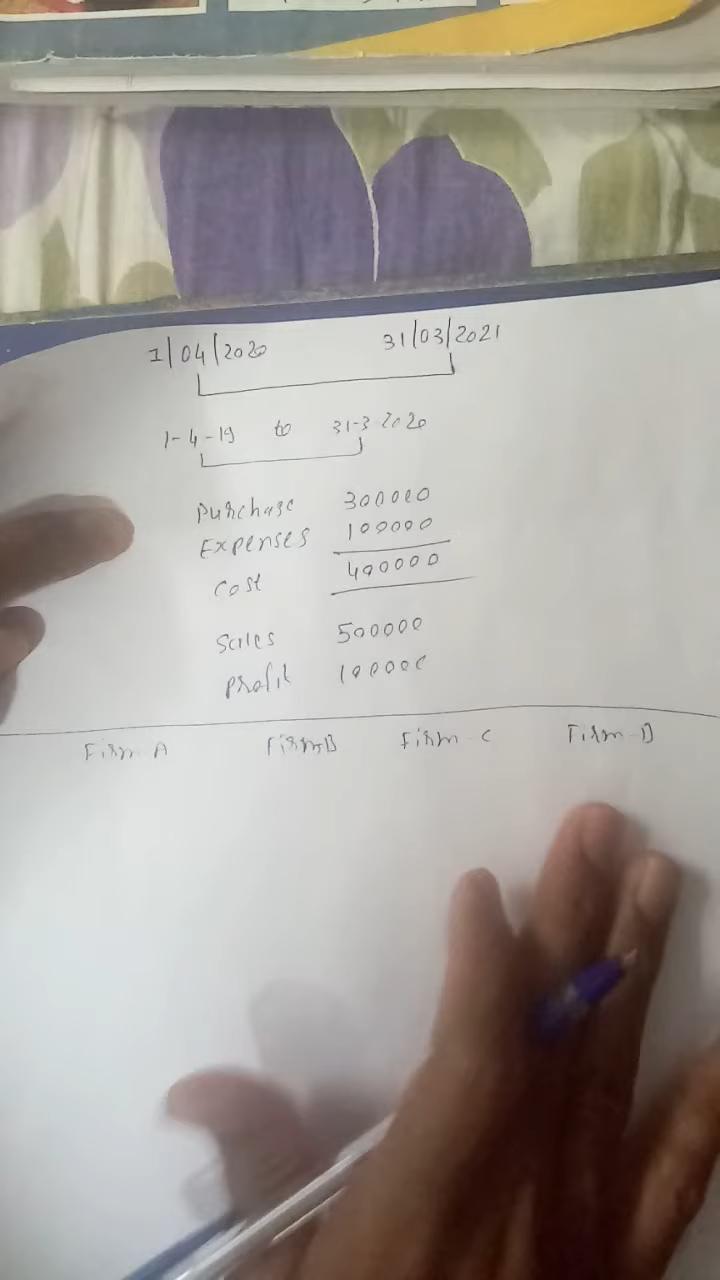 1/04/2020 31/03/2021
1-4-19 to 31-3 2020
Purchase 300000
Expenses 100000
Cost 400000
Sales 500000
Profit 100000
Firm-A Firm-B Firm-C Firm-D